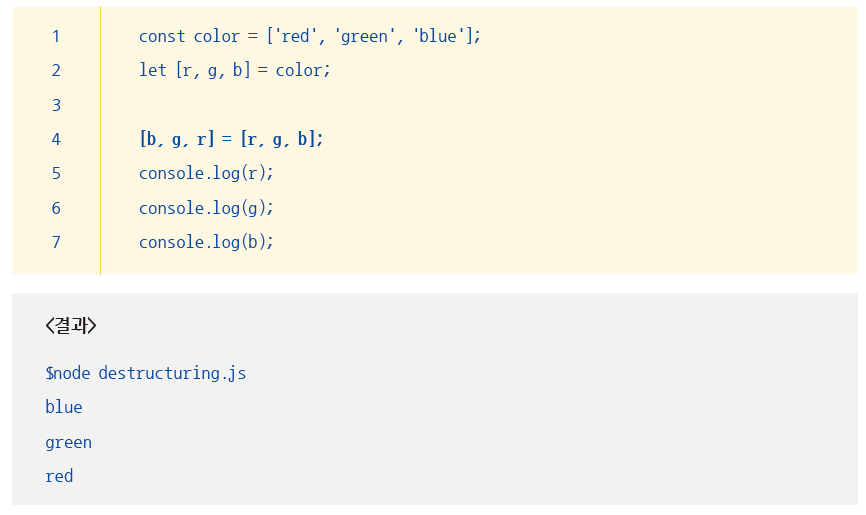 1 const color = ['red', 'green', 'blue'];
2 let [r, g, b] = color;
3
4 [b, g, r] = [r, g, b];
5 console.log(r);
6 console.log(g);
7 console.log(b);
<결과>
$node destructuring.js
blue
green
red